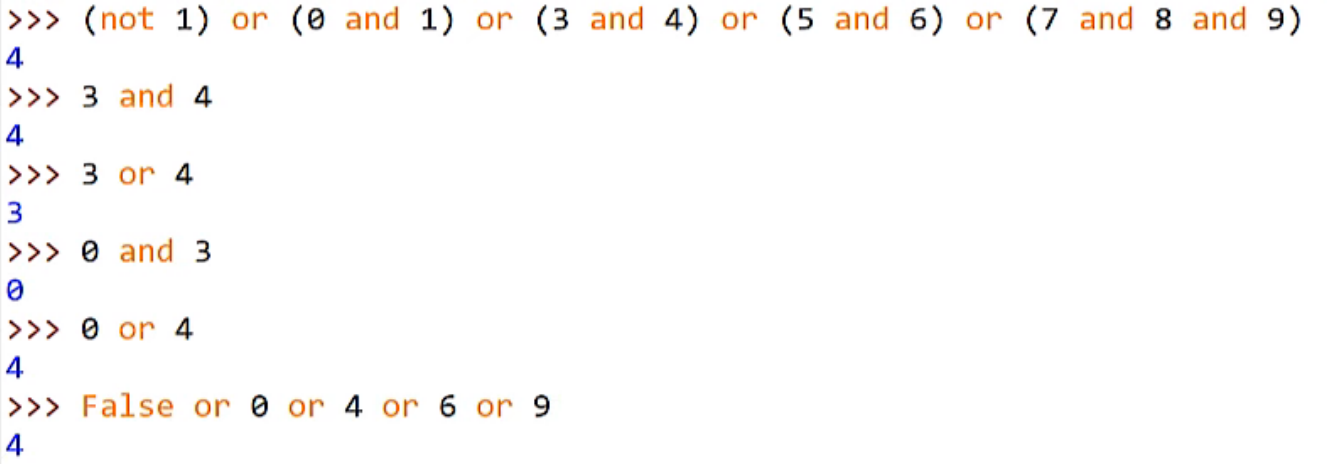 >>> (not 1) or (0 and 1) or (3 and 4) or (5 and 6) or (7 and 8 and 9)
4
>>> 3 and 4
4
>>> 3 or 4
3
>>> 0 and 3
0
>>> 0 or 4
4
>>> False or 0 or 4 or 6 or 9
4